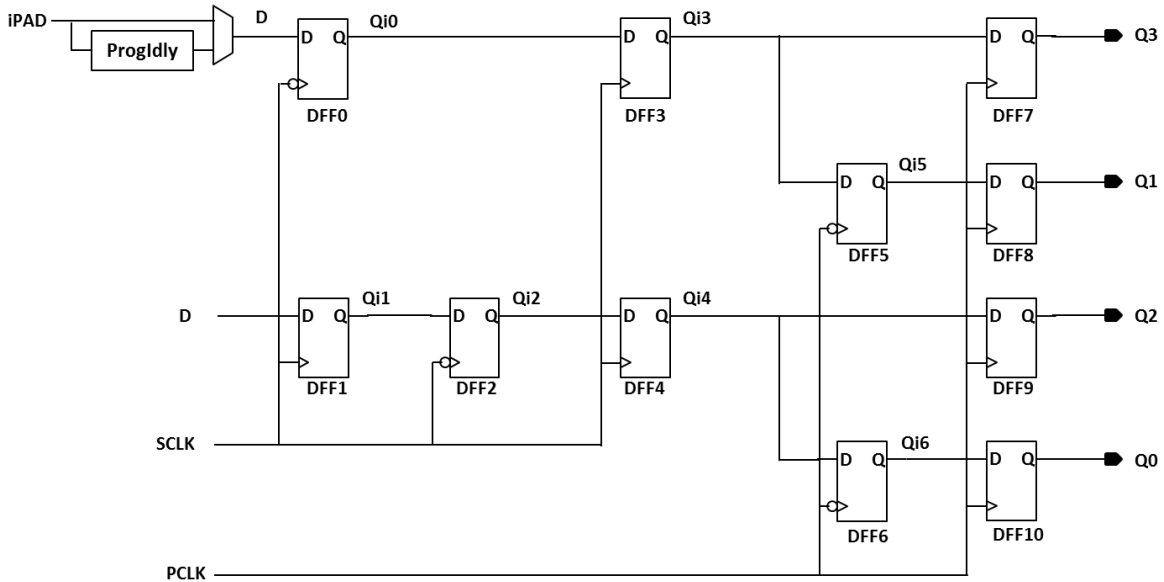 iPAD
ProgIdly
D
D Q
DFF0
Qi0
D Q
DFF3
Qi3
D Q
DFF7
Q3
D Q
DFF5
Qi5
D Q
DFF8
Q1
D
D Q
DFF1
Qi1
D Q
DFF2
Qi2
D Q
DFF4
Qi4
D Q
DFF9
Q2
SCLK
D Q
DFF6
Qi6
D Q
DFF10
Q0
PCLK